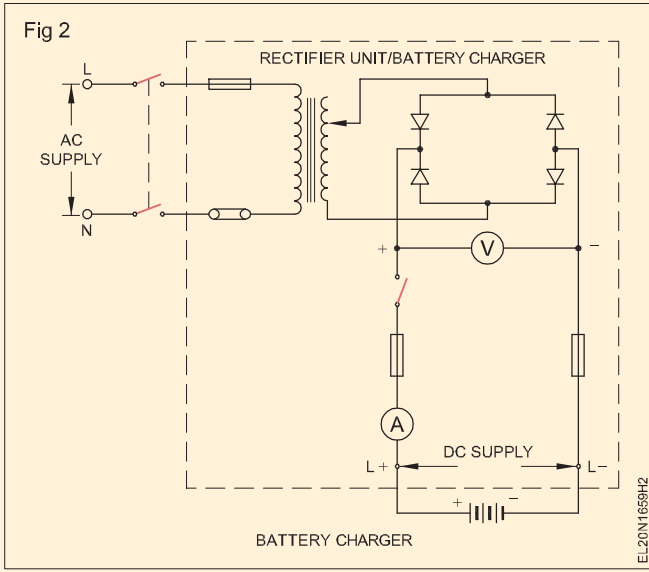 Fig 2
RECTIFIER UNIT/BATTERY CHARGER
L
AC
SUPPLY
N
+
V
–
A
DC SUPPLY
L +
L –
+
–
BATTERY CHARGER
EL20N1659H2